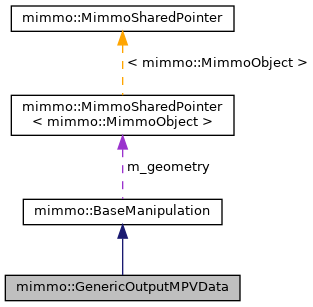 mimmo::MimmoSharedPointer
< mimmo::MimmoObject >
mimmo::MimmoSharedPointer
< mimmo::MimmoObject >
m_geometry
mimmo::BaseManipulation
mimmo::GenericOutputMPVData